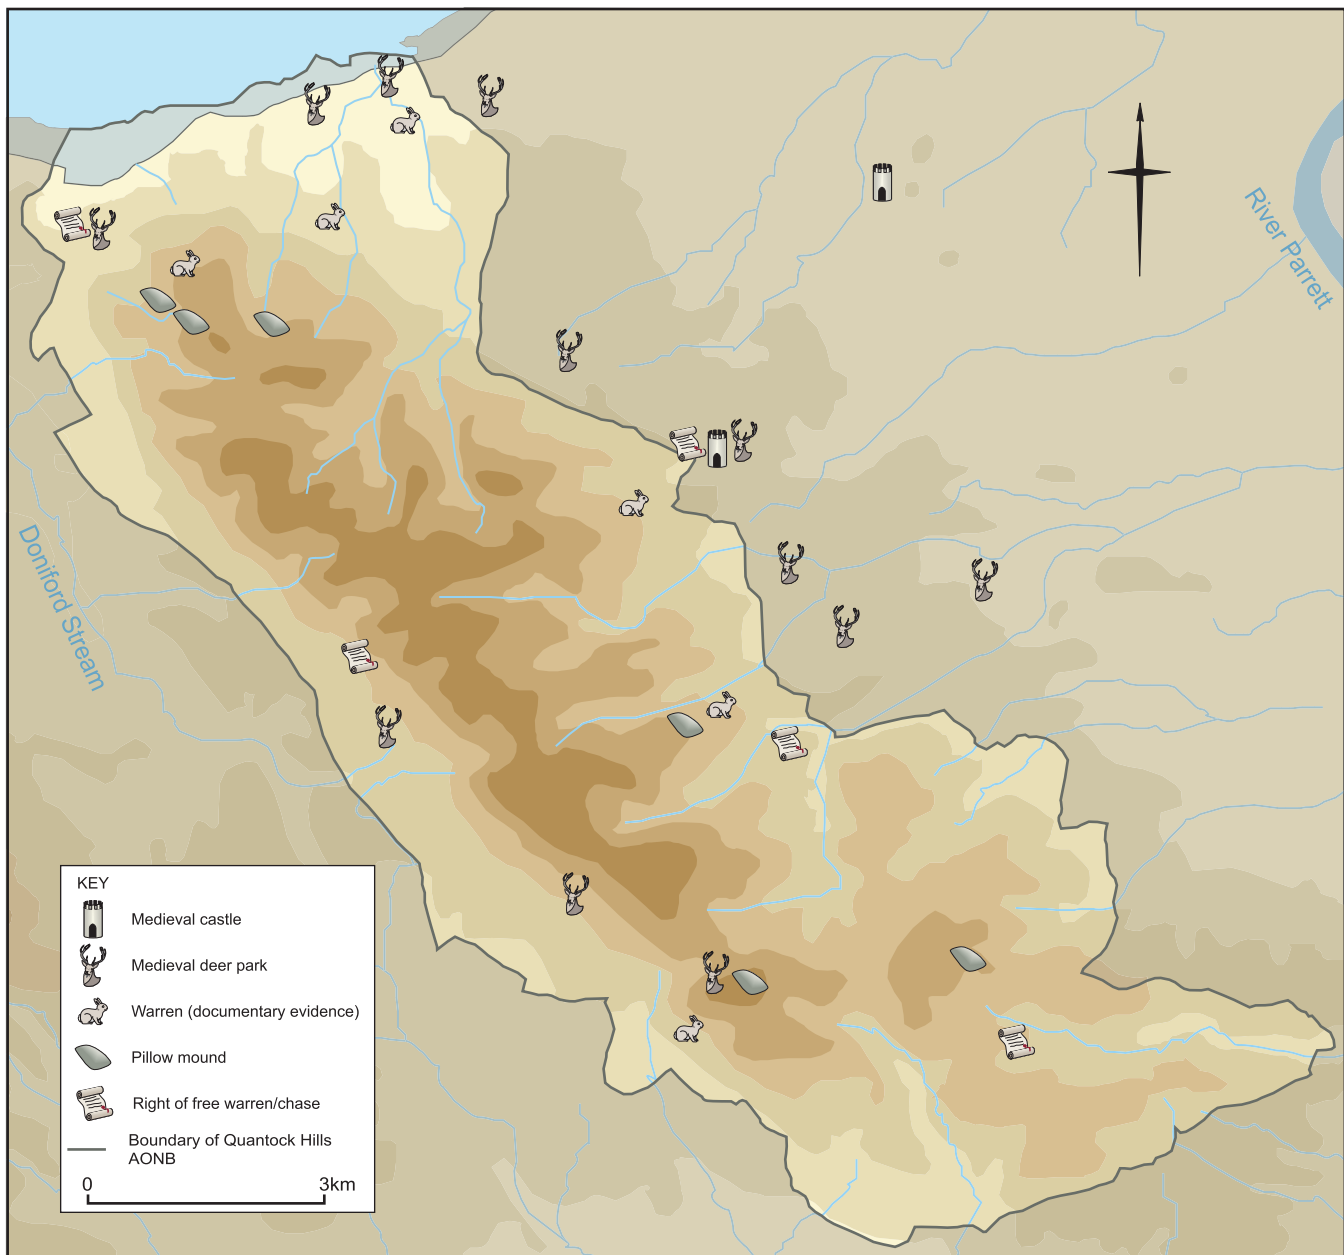 River Parrett
Doniford Stream
KEY
Medieval castle
Medieval deer park
Warren (documentary evidence)
Pillow mound
Right of free warren/chase
Boundary of Quantock Hills
AONB
0 3km